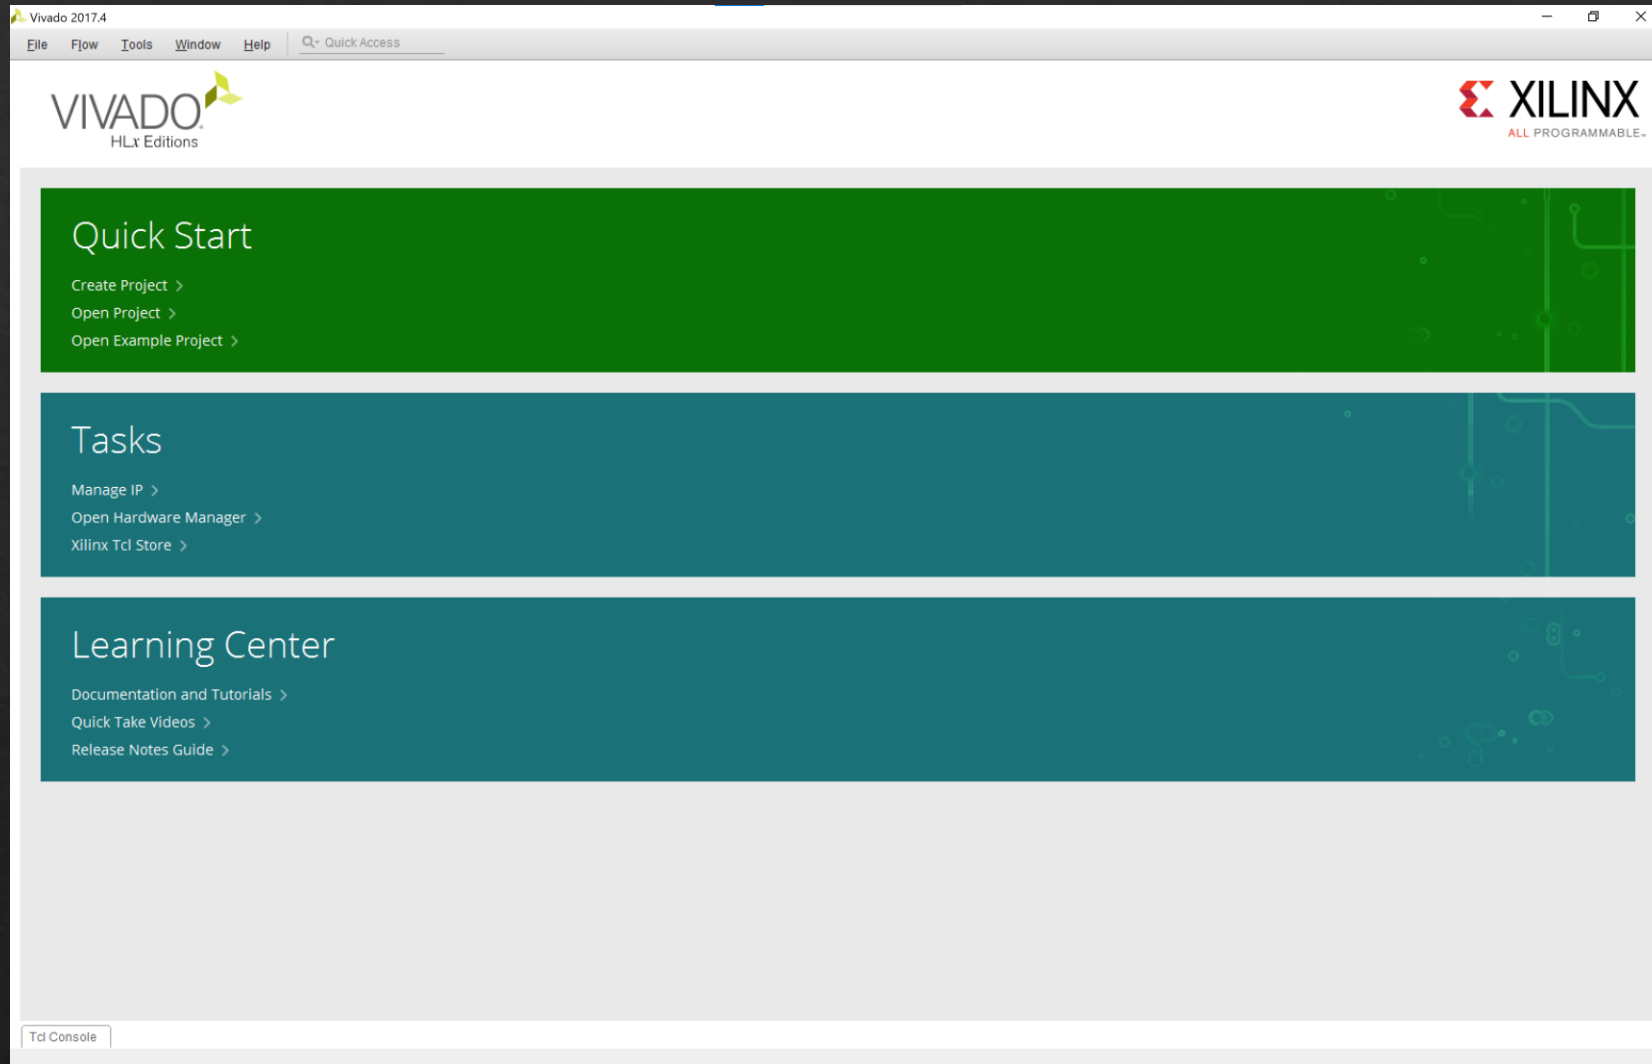 Vivado 2017.4
File Flow Tools Window Help Quick Access
VIVADO.
HLx Editions
XILINX
ALL PROGRAMMABLE™
Quick Start
Create Project >
Open Project >
Open Example Project >
Tasks
Manage IP >
Open Hardware Manager >
Xilinx Tcl Store >
Learning Center
Documentation and Tutorials >
Quick Take Videos >
Release Notes Guide >
Tcl Console